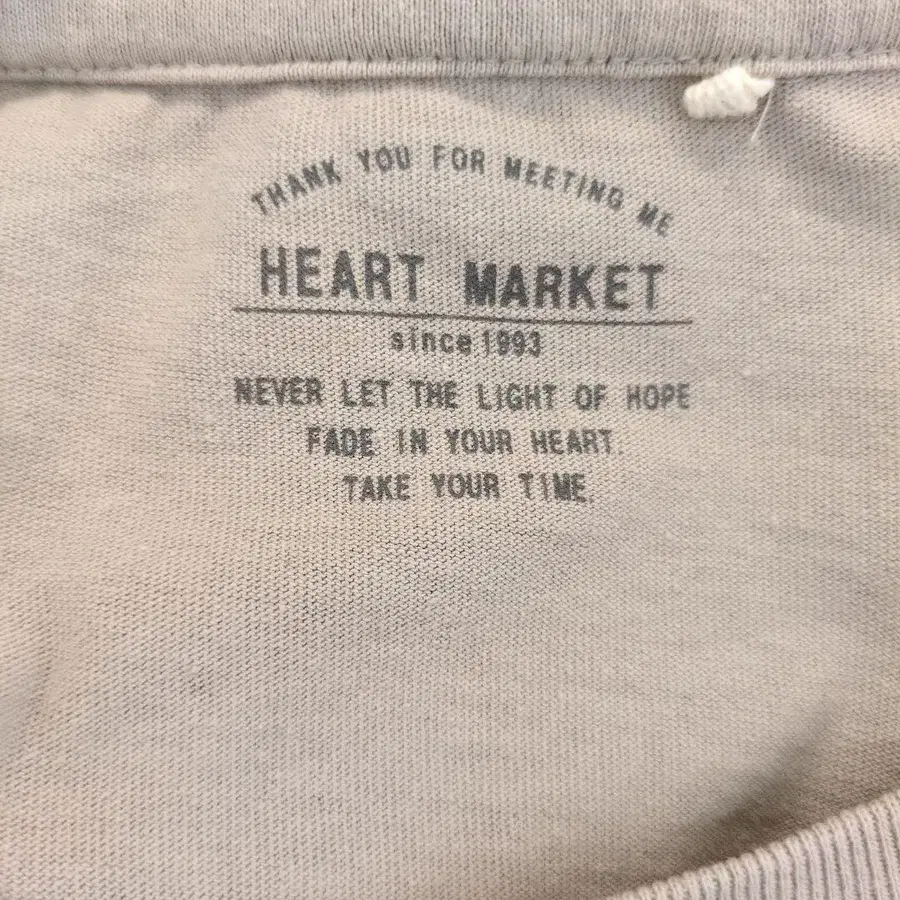 THANK YOU FOR MEETING ME
HEART MARKET
since 1993
NEVER LET THE LIGHT OF HOPE
FADE IN YOUR HEART.
TAKE YOUR TIME.